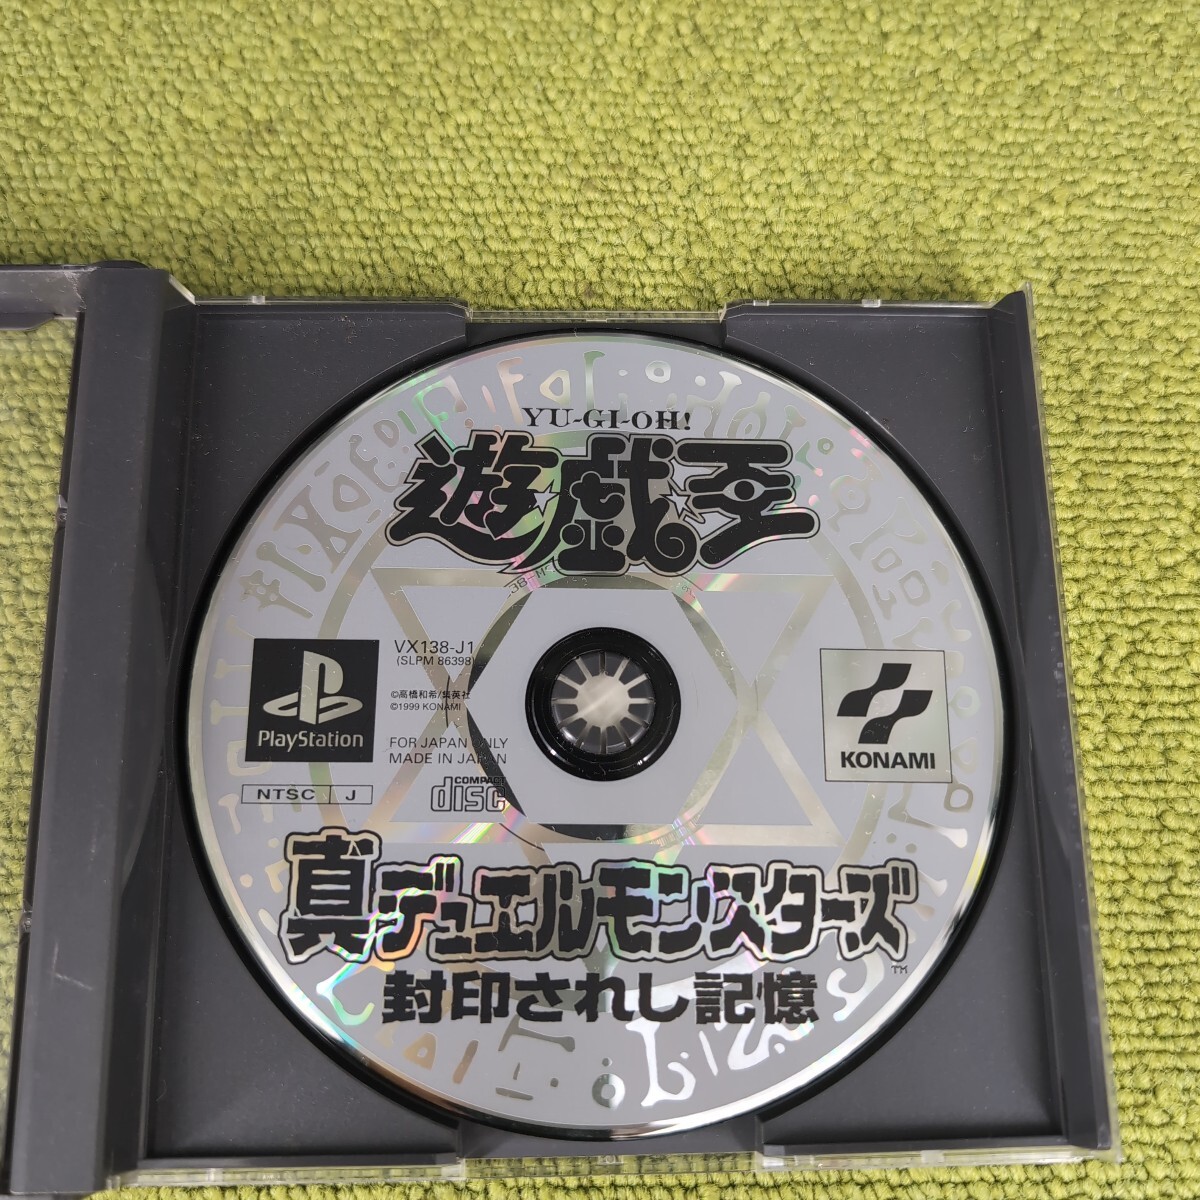 YU-GI-OH!
遊☆戯☆王
VX138-J1
(SLPM 86398)
©高橋和希/集英社
©1999 KONAMI
PlayStation
FOR JAPAN ONLY
MADE IN JAPAN
NTSC J
COMPACT
disc
KONAMI
真デュエルモンスターズ
TM
封印されし記憶